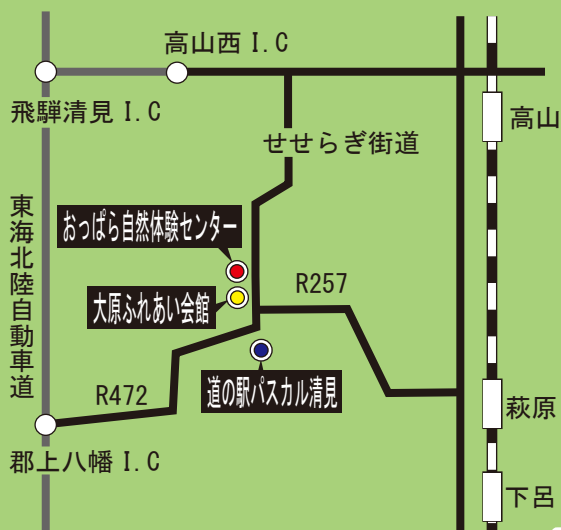 高山西 I.C
飛騨清見 I.C
高山
せせらぎ街道
東海北陸自動車道
おっぱら自然体験センター
大原ふれあい会館
R257
道の駅パスカル清見
R472
萩原
郡上八幡 I.C
下呂